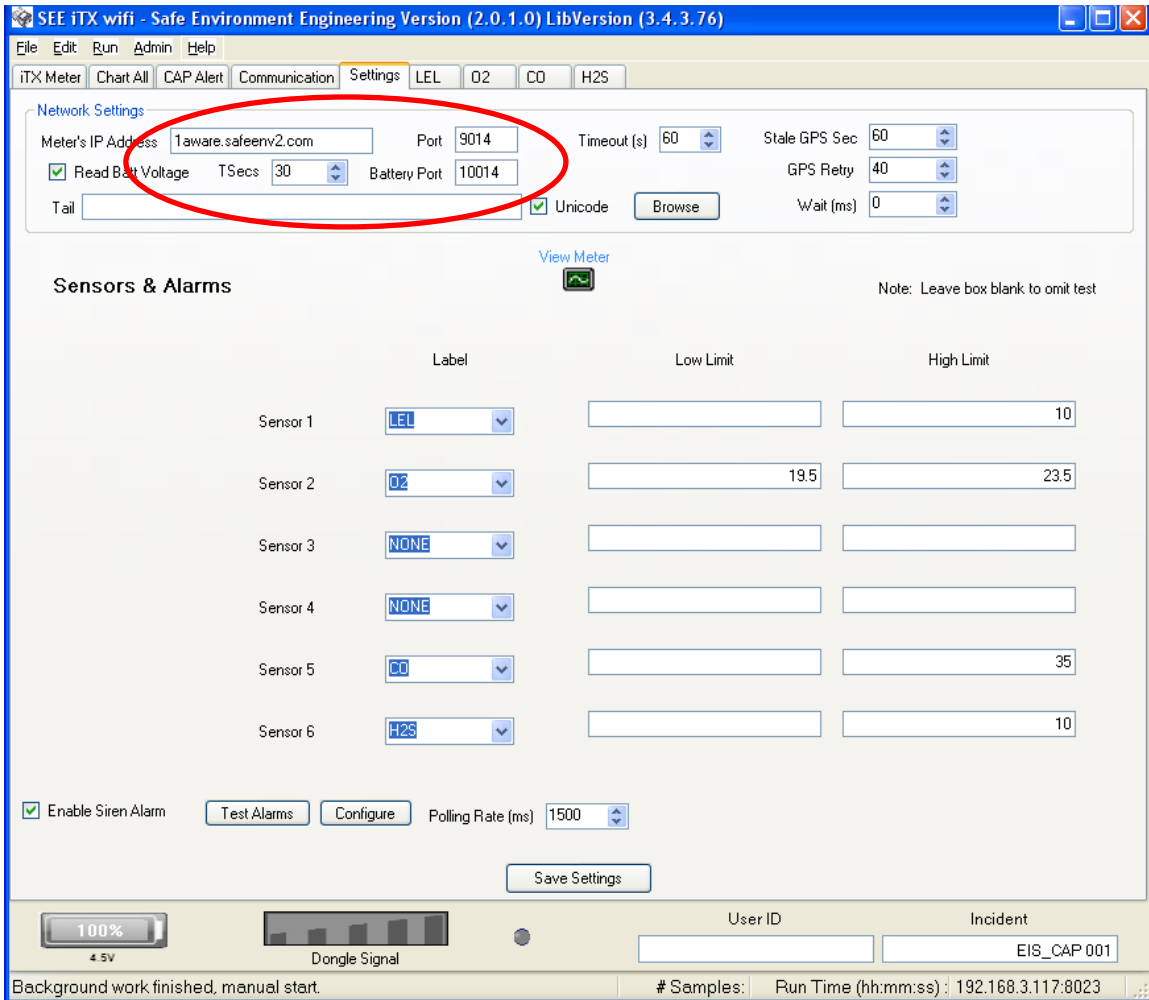 SEE iTX wifi - Safe Environment Engineering Version (2.0.1.0) LibVersion (3.4.3.76)
File Edit Run Admin Help
iTX Meter Chart All CAP Alert Communication Settings LEL O2 CO H2S
Network Settings
Meter's IP Address 1aware.safeenv2.com Port 9014 Timeout (s) 60 Stale GPS Sec 60
Read Batt Voltage TSecs 30 Battery Port 10014 GPS Retry 40
Tail Unicode Browse Wait (ms) 0
View Meter
Sensors & Alarms
Note: Leave box blank to omit test
Label Low Limit High Limit
Sensor 1 LEL 10
Sensor 2 O2 19.5 23.5
Sensor 3 NONE
Sensor 4 NONE
Sensor 5 CO 35
Sensor 6 H2S 10
Enable Siren Alarm Test Alarms Configure Polling Rate (ms) 1500
Save Settings
100%
4.5V
Dongle Signal
User ID Incident
EIS_CAP 001
Background work finished, manual start. # Samples: Run Time (hh:mm:ss) : 192.168.3.117:8023